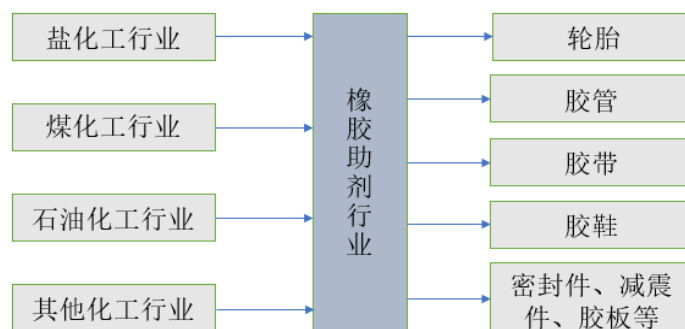 盐化工行业
煤化工行业
石油化工行业
其他化工行业
橡胶助剂行业
轮胎
胶管
胶带
胶鞋
密封件、减震
件、胶板等